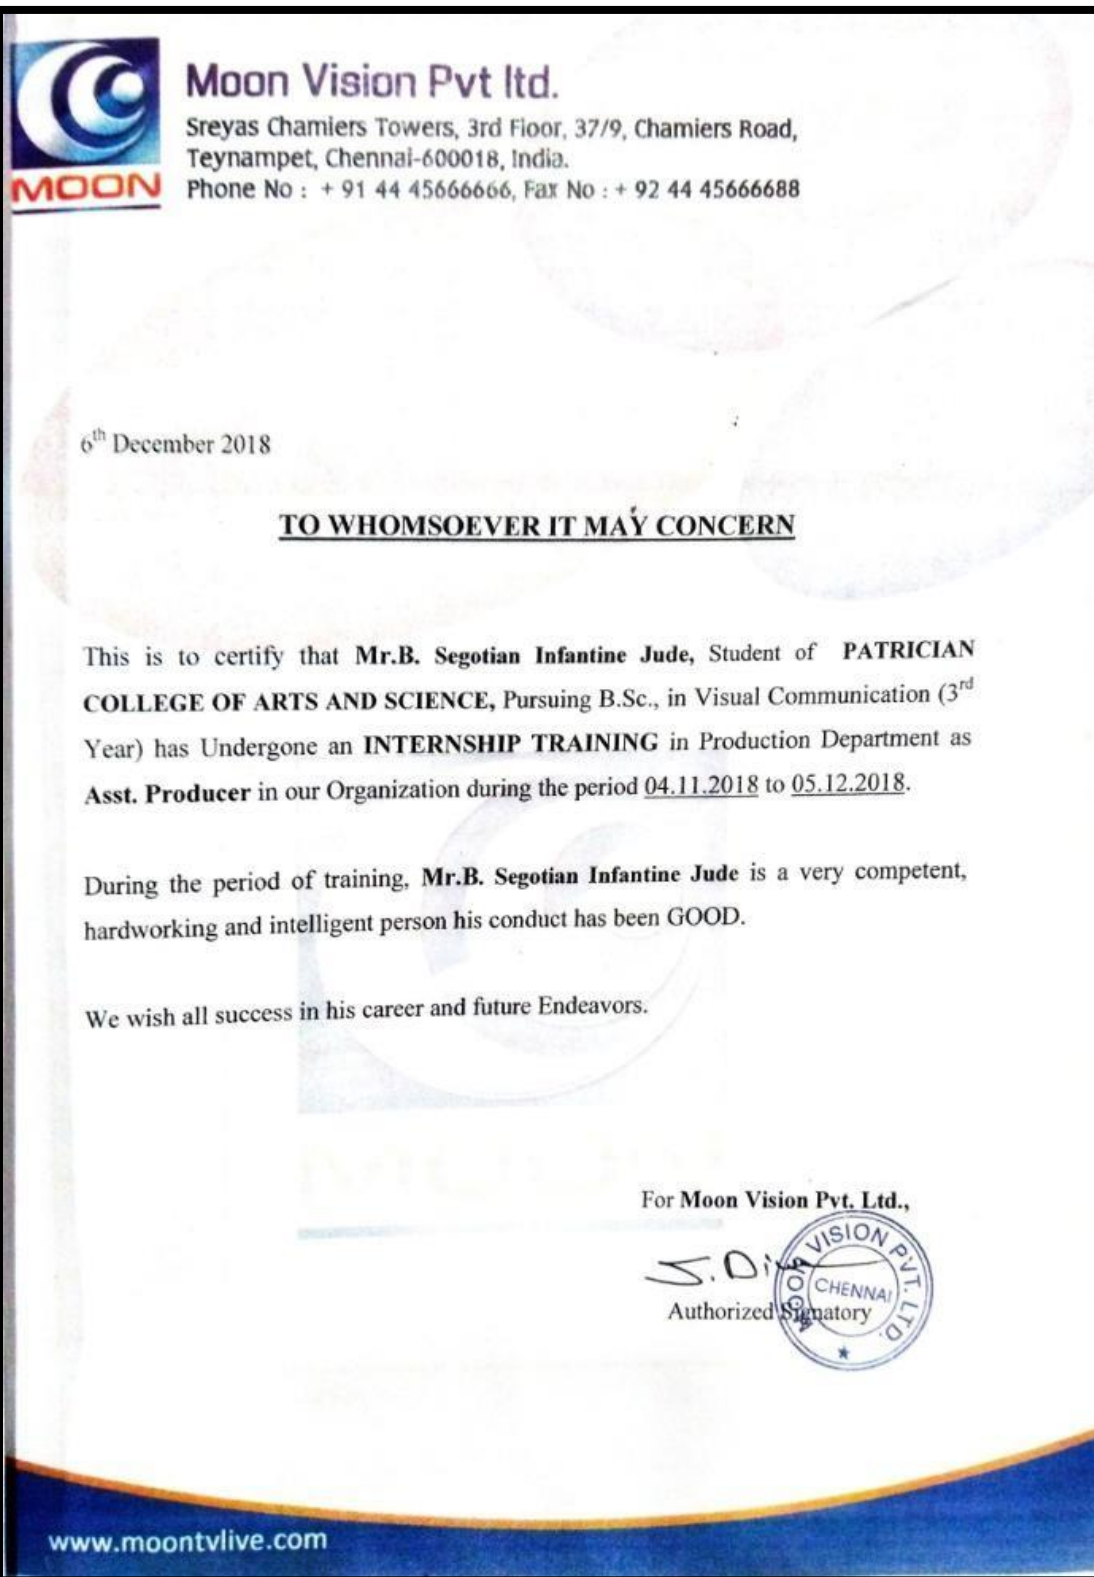 Moon Vision Pvt ltd.
Sreyas Chamiers Towers, 3rd Floor, 37/9, Chamiers Road,
Teynampet, Chennai-600018, India.
MOON
Phone No : + 91 44 45666666, Fax No : + 92 44 45666688
6th December 2018
TO WHOMSOEVER IT MAY CONCERN
This is to certify that Mr.B. Segotian Infantine Jude, Student of PATRICIAN
COLLEGE OF ARTS AND SCIENCE, Pursuing B.Sc., in Visual Communication (3rd
Year) has Undergone an INTERNSHIP TRAINING in Production Department as
Asst. Producer in our Organization during the period 04.11.2018 to 05.12.2018.
During the period of training, Mr.B. Segotian Infantine Jude is a very competent,
hardworking and intelligent person his conduct has been GOOD.
We wish all success in his career and future Endeavors.
MOON
For Moon Vision Pvt. Ltd.,
MOON VISION PVT. LTD.
CHENNAI
Authorized Signatory
www.moontvlive.com